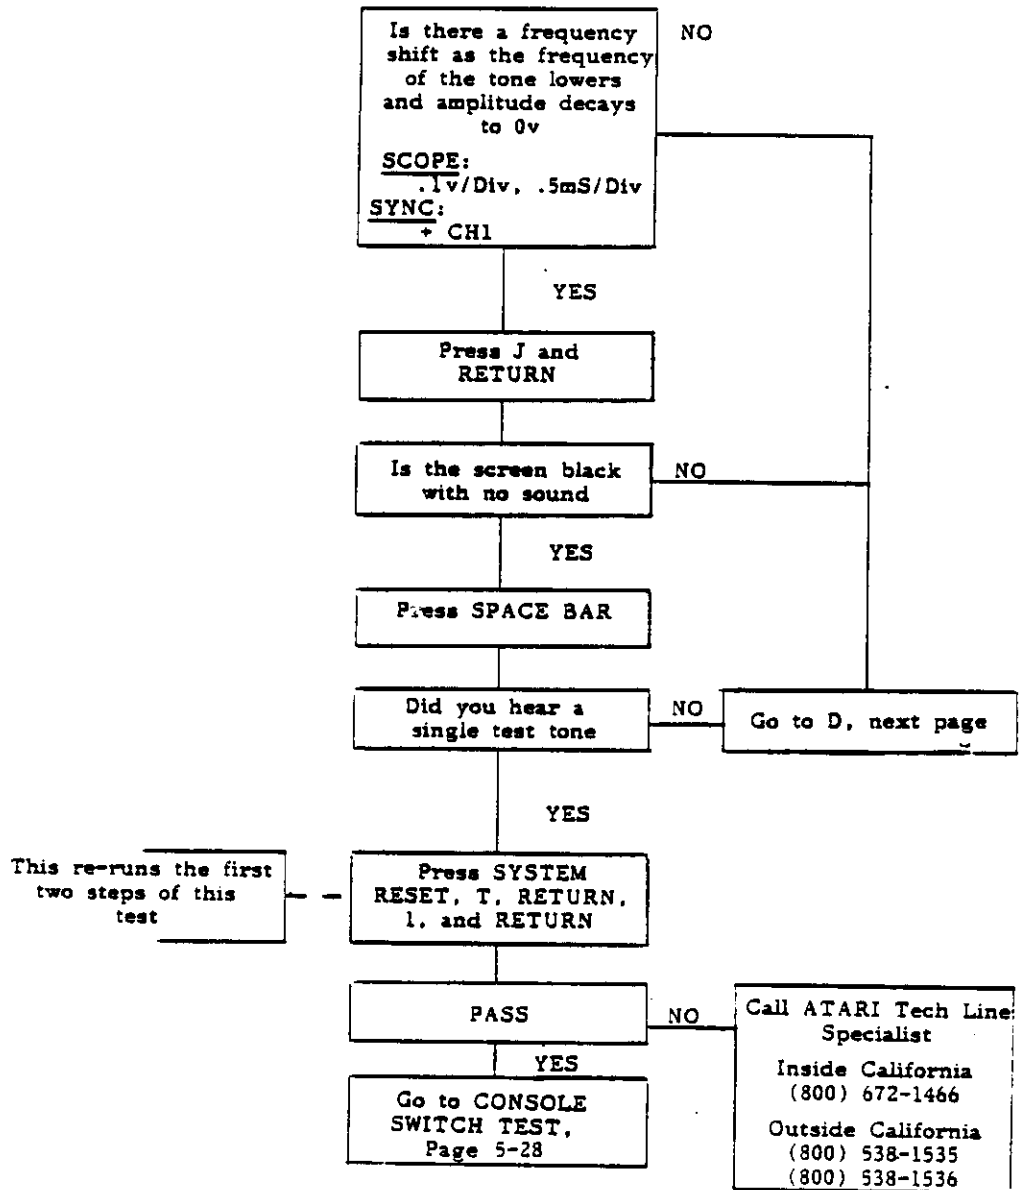 Is there a frequency
shift as the frequency
of the tone lowers
and amplitude decays
to 0v
SCOPE:
.1v/Div, .5mS/Div
SYNC:
+ CH1
NO
YES
Press J and
RETURN
Is the screen black
with no sound
NO
YES
Press SPACE BAR
Did you hear a
single test tone
NO
Go to D, next page
YES
This re-runs the first
two steps of this
test
Press SYSTEM
RESET, T, RETURN,
1, and RETURN
PASS
NO
Call ATARI Tech Line
Specialist
Inside California
(800) 672-1466
Outside California
(800) 538-1535
(800) 538-1536
YES
Go to CONSOLE
SWITCH TEST,
Page 5-28